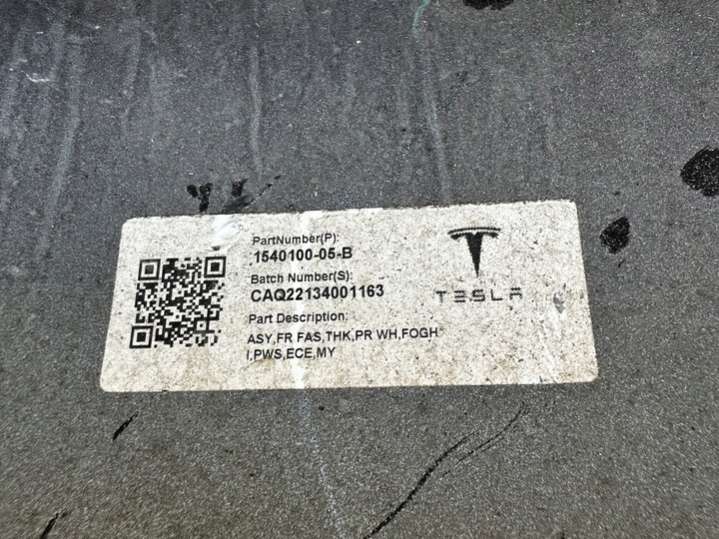 PartNumber(P):
1540100-05-B
Batch Number(S):
CAQ22134001163
Part Description:
ASY,FR FAS,THK,PR WH,FOGH
I,PWS,ECE,MY
TESLA